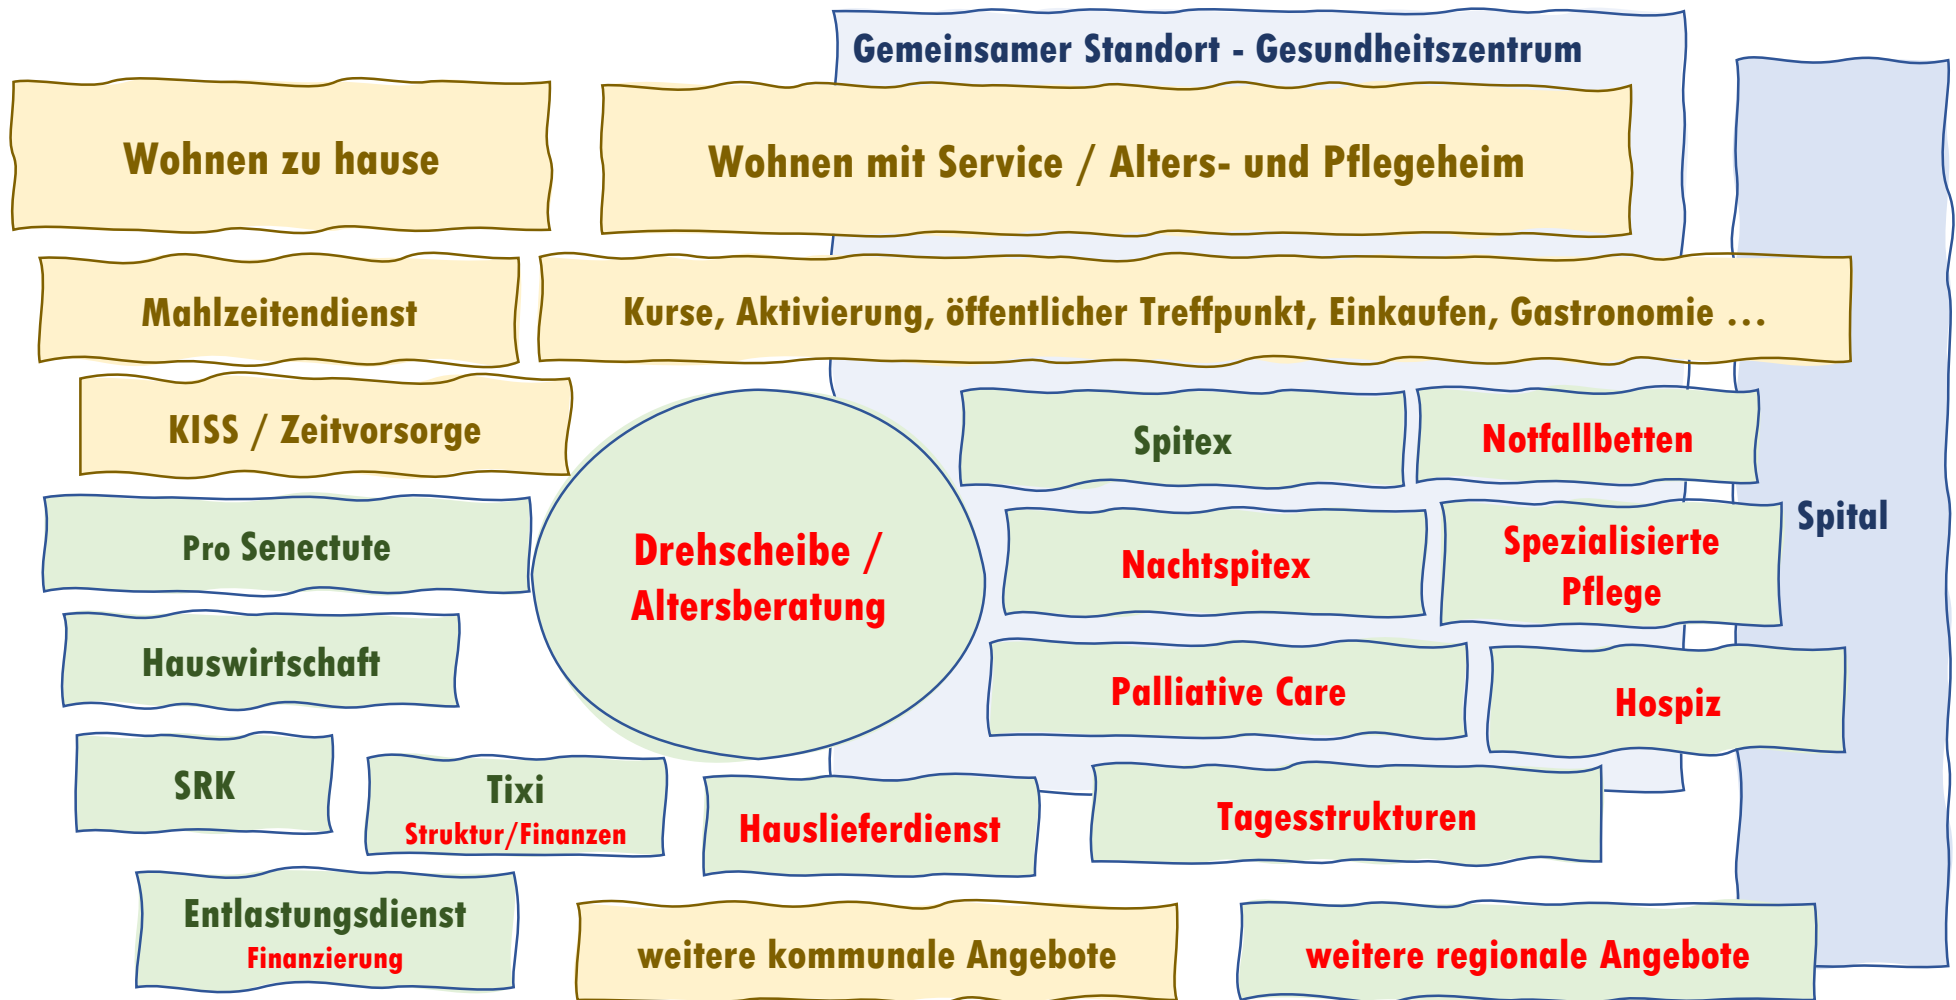 Gemeinsamer Standort - Gesundheitszentrum
Wohnen zu hause
Wohnen mit Service / Alters- und Pflegeheim
Mahlzeitendienst
Kurse, Aktivierung, öffentlicher Treffpunkt, Einkaufen, Gastronomie ...
KISS / Zeitvorsorge
Spitex
Notfallbetten
Spital
Pro Senectute
Drehscheibe /
Altersberatung
Nachtspitex
Spezialisierte
Pflege
Hauswirtschaft
Palliative Care
Hospiz
SRK
Tixi
Struktur/Finanzen
Hauslieferdienst
Tagesstrukturen
Entlastungsdienst
Finanzierung
weitere kommunale Angebote
weitere regionale Angebote